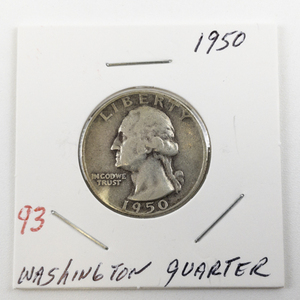 1950
LIBERTY
IN GOD WE
TRUST
1950
93
WASHINGTON QUARTER